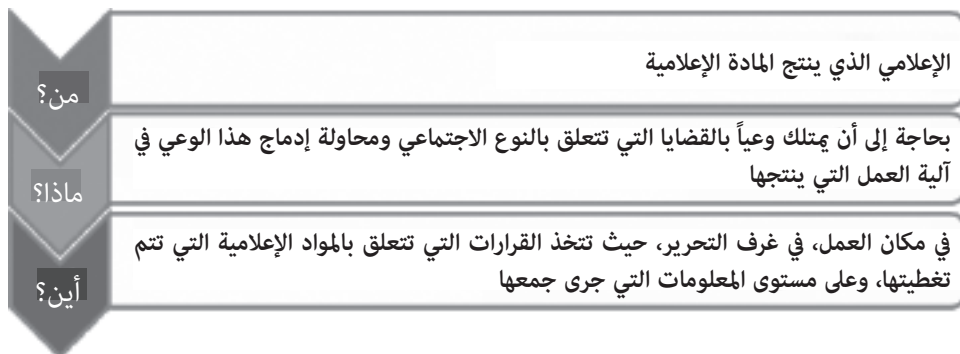 من؟
الإعلامي الذي ينتج المادة الإعلامية
ماذا؟
بحاجة إلى أن يمتلك وعياً بالقضايا التي تتعلق بالنوع الاجتماعي ومحاولة إدماج هذا الوعي في
آلية العمل التي ينتجها
أين؟
في مكان العمل، في غرف التحرير، حيث تتخذ القرارات التي تتعلق بالمواد الإعلامية التي تتم
تغطيتها، وعلى مستوى المعلومات التي جرى جمعها